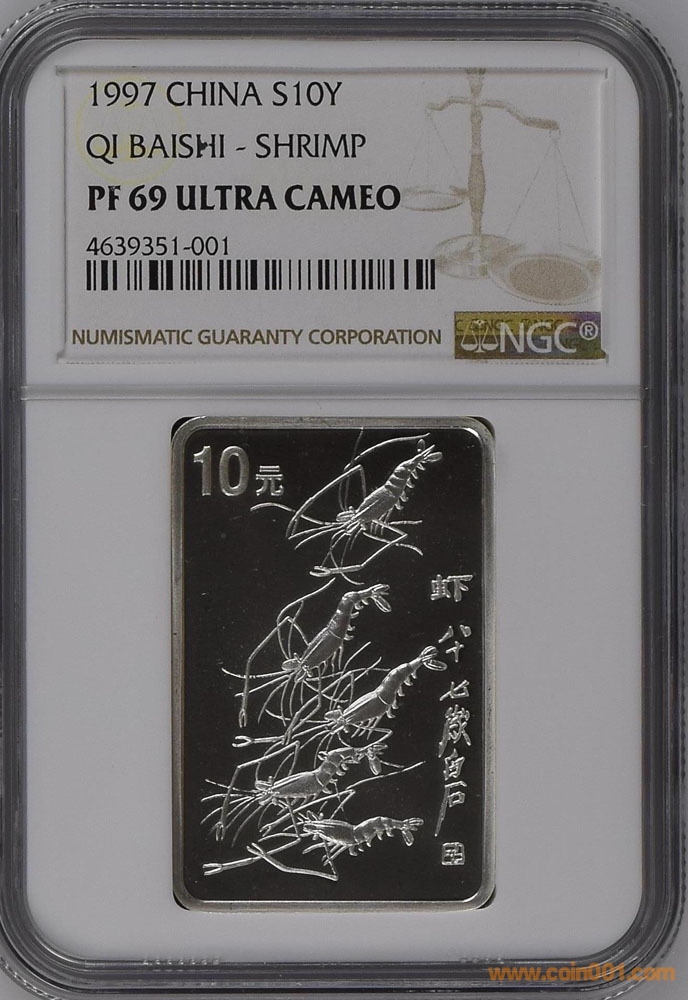 1997 CHINA S10Y
QI BAISHI - SHRIMP
PF 69 ULTRA CAMEO
4639351-001
NUMISMATIC GUARANTY CORPORATION
NGC®
10元
虾
八十七岁白石
www.coin001.com